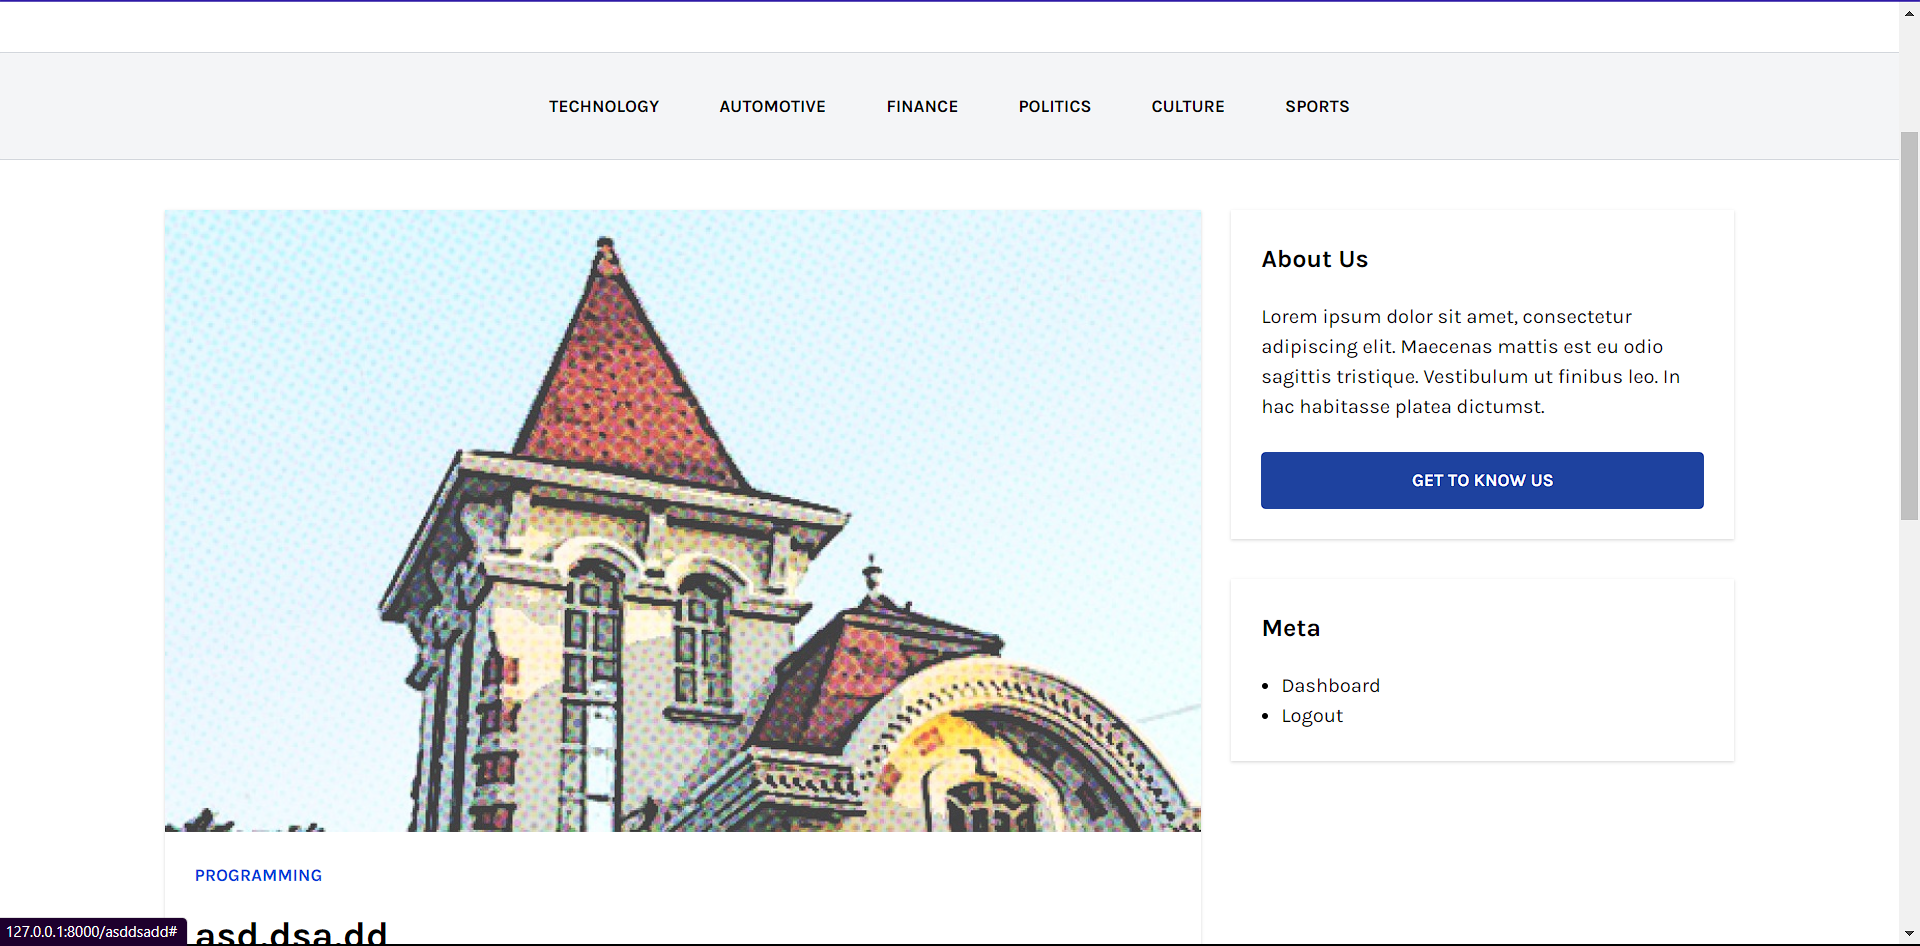 TECHNOLOGY AUTOMOTIVE FINANCE POLITICS CULTURE SPORTS
About Us
Lorem ipsum dolor sit amet, consectetur
adipiscing elit. Maecenas mattis est eu odio
sagittis tristique. Vestibulum ut finibus leo. In
hac habitasse platea dictumst.
GET TO KNOW US
Meta
Dashboard
Logout
PROGRAMMING
asd.dsa.dd
127.0.0.1:8000/asddsadd#